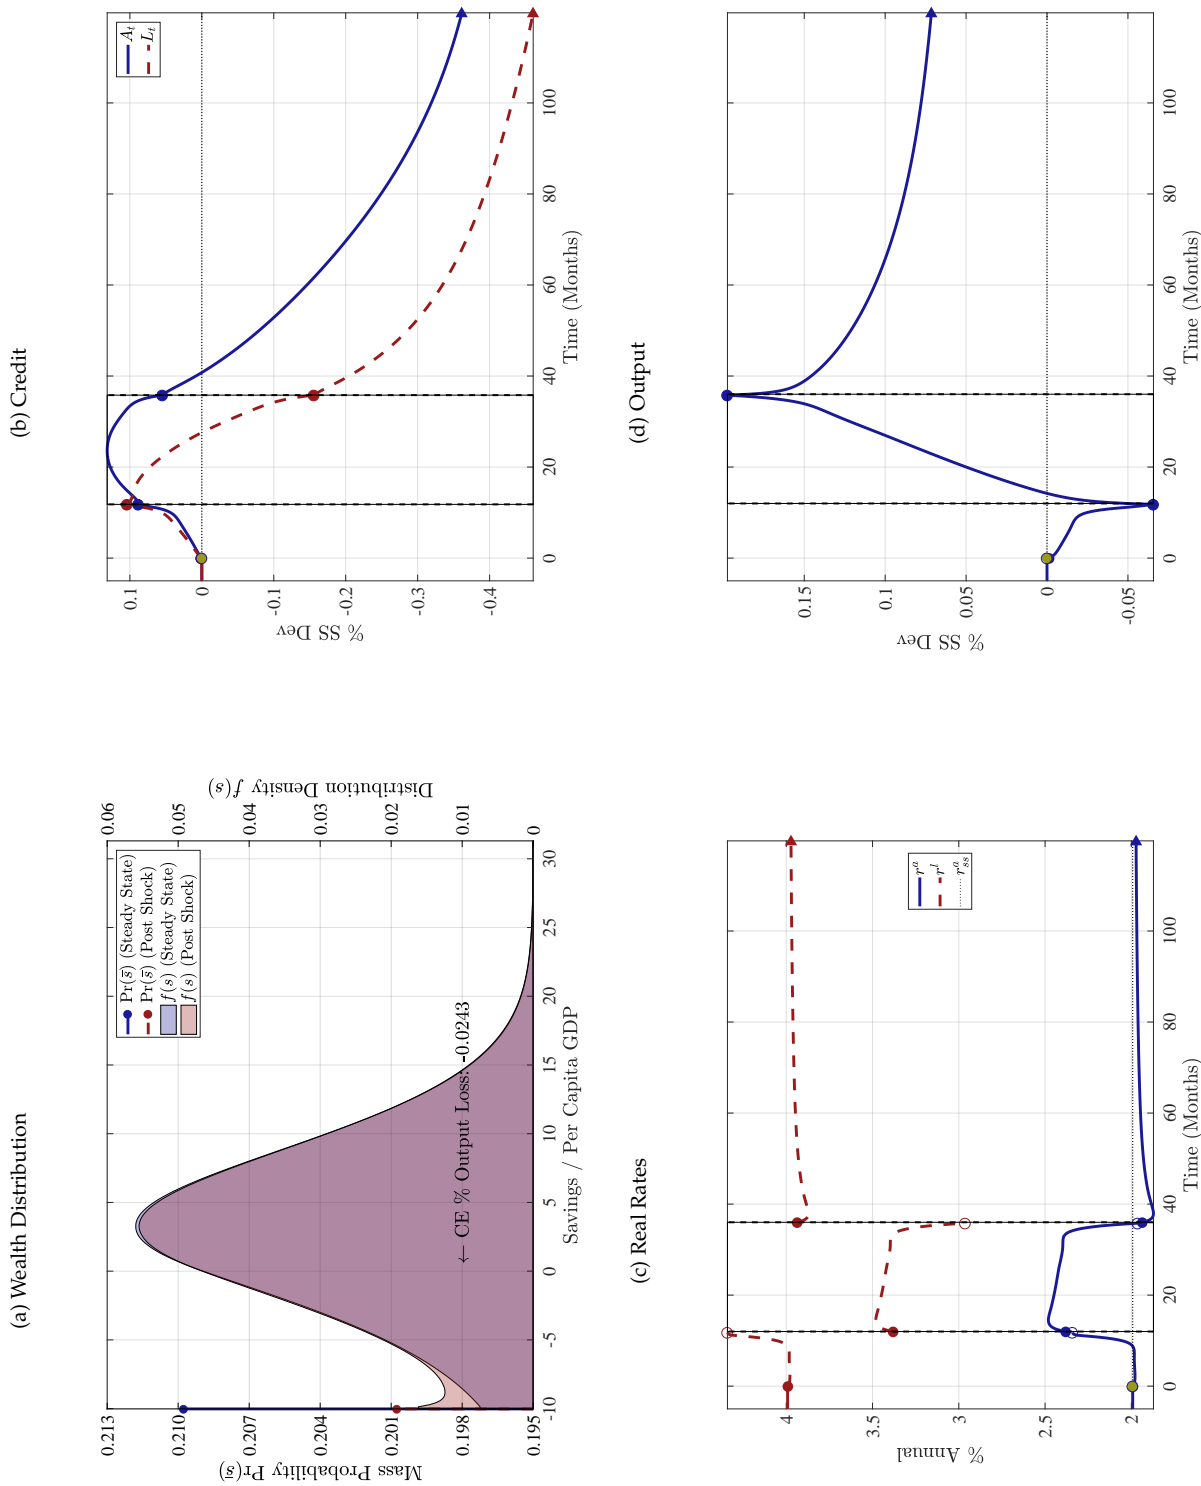 (a) Wealth Distribution
Mass Probability Pr(s̄)
0.213
0.210
0.207
0.204
0.201
0.198
0.195
-10
-5
0
5
10
15
20
25
30
Savings / Per Capita GDP
0.06
0.05
0.04
0.03
0.02
0.01
0
Distribution Density f(s)
Pr(s̄) (Steady State)
Pr(s̄) (Post Shock)
f(s) (Steady State)
f(s) (Post Shock)
← CE % Output Loss: -0.0243
(b) Credit
% SS Dev
0.1
0
-0.1
-0.2
-0.3
-0.4
0
20
40
60
80
100
Time (Months)
A_t
L_t
(c) Real Rates
% Annual
4
3.5
3
2.5
2
0
20
40
60
80
100
Time (Months)
r^a
r^l
r^a_ss
(d) Output
% SS Dev
0.15
0.1
0.05
0
-0.05
0
20
40
60
80
100
Time (Months)